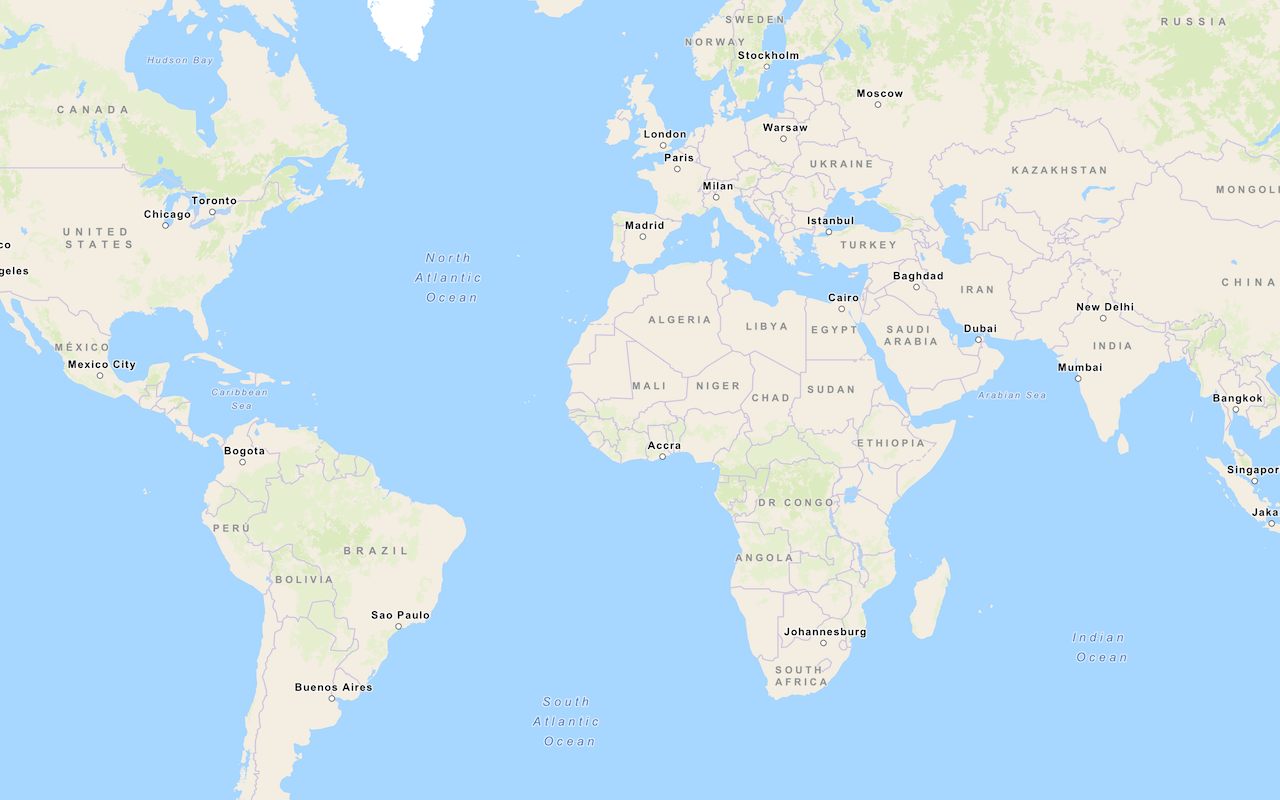 SWEDEN
RUSSIA
NORWAY
Stockholm
Hudson Bay
Moscow
CANADA
Warsaw
London
Paris
UKRAINE
KAZAKHSTAN
Milan
MONGOL
Toronto
Chicago
Istanbul
Madrid
UNITED
STATES
co
TURKEY
North
Atlantic
Ocean
geles
Baghdad
IRAN
CHINA
Cairo
New Delhi
ALGERIA
LIBYA
EGYPT
SAUDI
ARABIA
Dubai
INDIA
MÉXICO
Mexico City
Mumbai
MALI
NIGER
CHAD
SUDAN
Caribbean
Sea
Arabian Sea
Bangkok
Bogota
Accra
ETHIOPIA
Singapor
DR CONGO
Jaka
PERÚ
BRAZIL
ANGOLA
BOLIVIA
Sao Paulo
Johannesburg
Indian
Ocean
SOUTH
AFRICA
Buenos Aires
South
Atlantic
Ocean